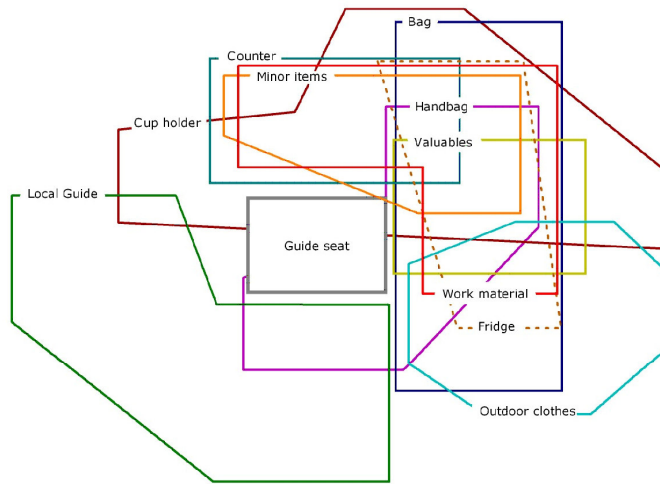 Bag
Counter
Minor items
Handbag
Cup holder
Valuables
Local Guide
Guide seat
Work material
Fridge
Outdoor clothes